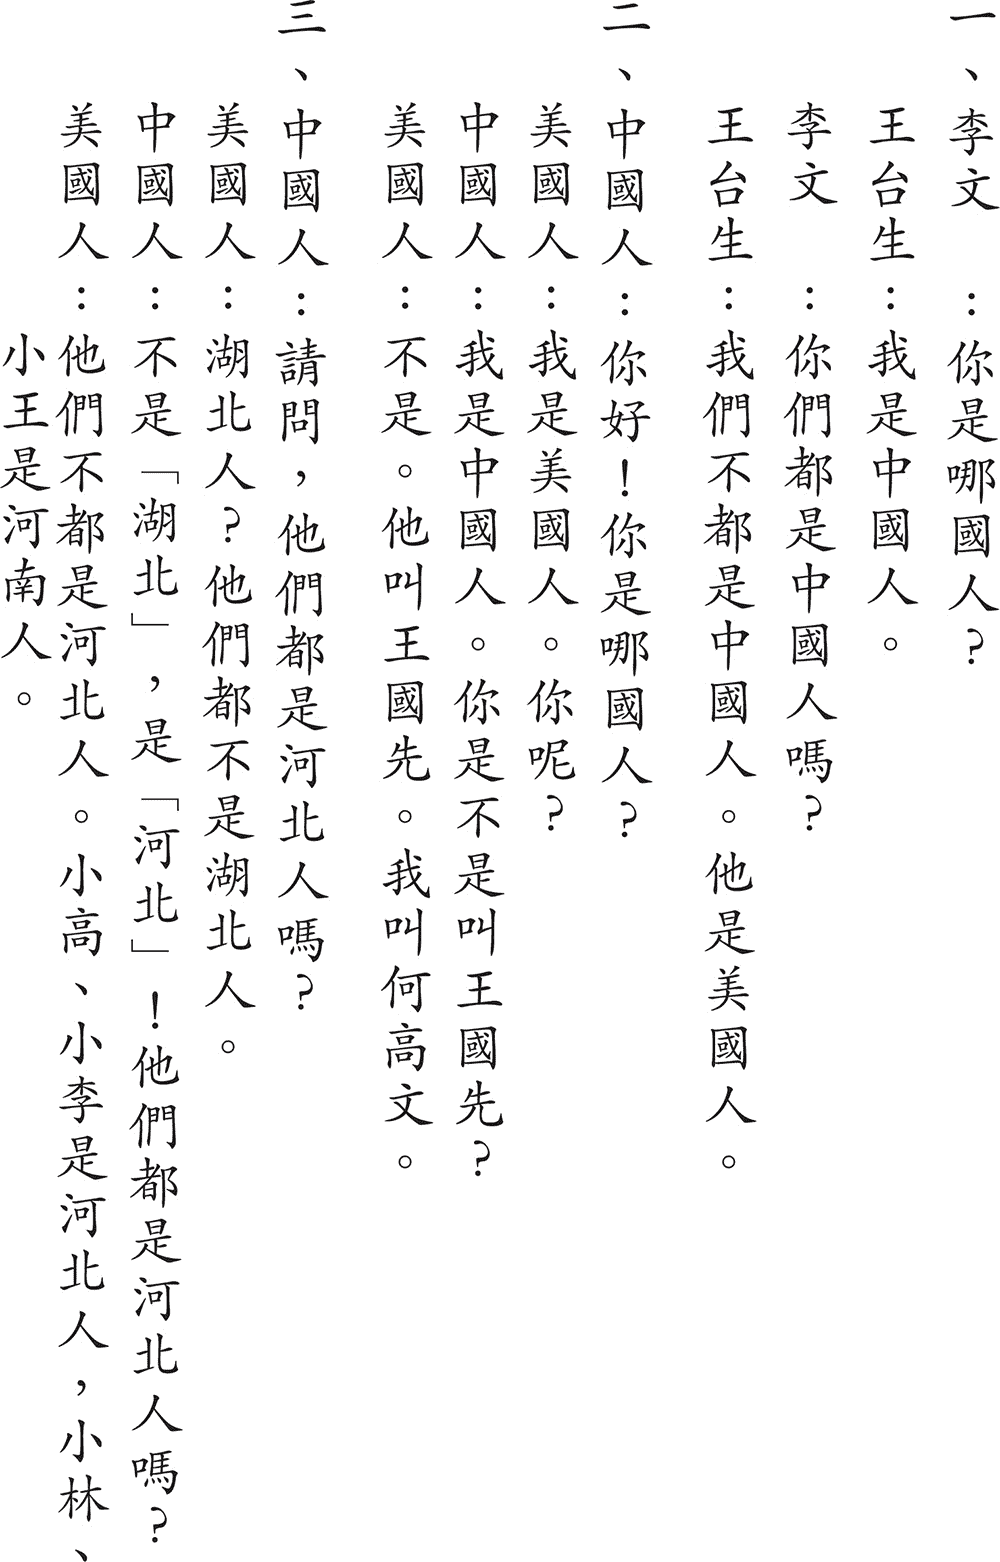 一、李文　：你是哪國人？
王台生：我是中國人。
李文　：你們都是中國人嗎？
王台生：我們不都是中國人。他是美國人。
二、中國人：你好！你是哪國人？
美國人：我是美國人。你呢？
中國人：我是中國人。你是不是叫王國先？
美國人：不是。他叫王國先。我叫何高文。
三、中國人：請問，他們都是河北人嗎？
美國人：湖北人？他們都不是湖北人。
中國人：不是「湖北」，是「河北」！他們都是河北人嗎？
美國人：他們不都是河北人。小高、小李是河北人，小林、
小王是河南人。